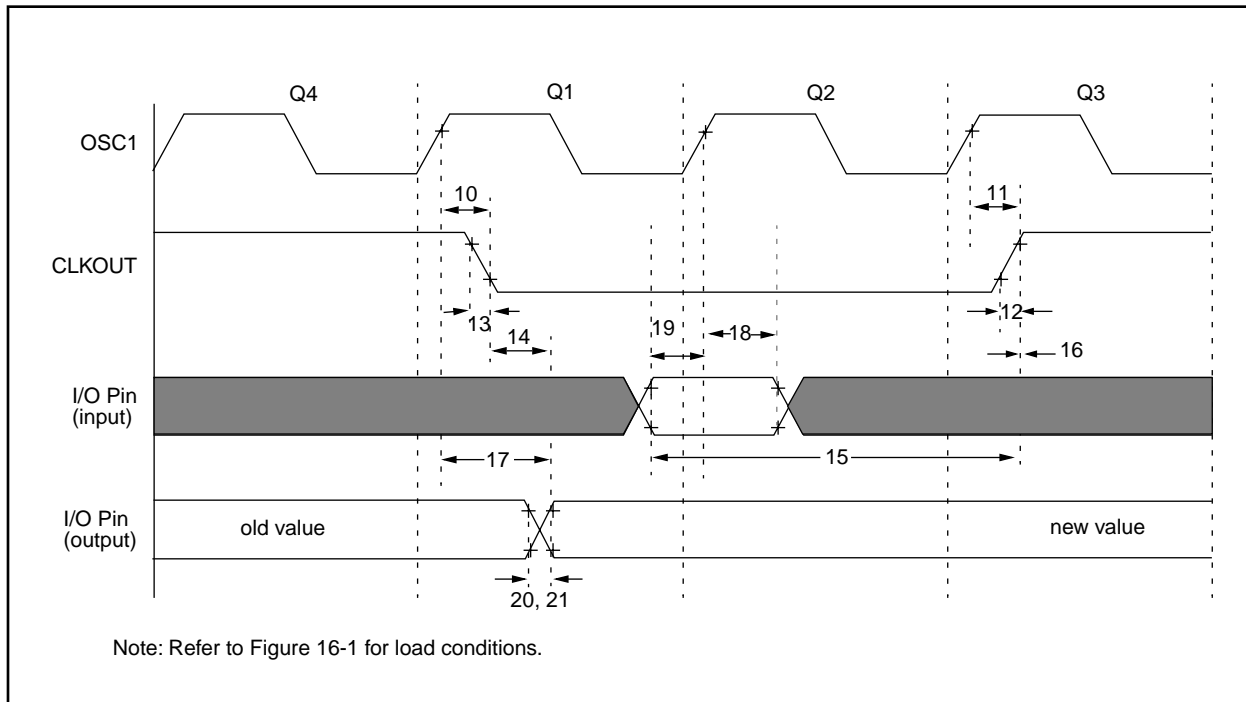 Q4 Q1 Q2 Q3
OSC1
10 11
CLKOUT
13 12
14 19 18 16
I/O Pin
(input)
17 15
I/O Pin
(output)
old value new value
20, 21
Note: Refer to Figure 16-1 for load conditions.